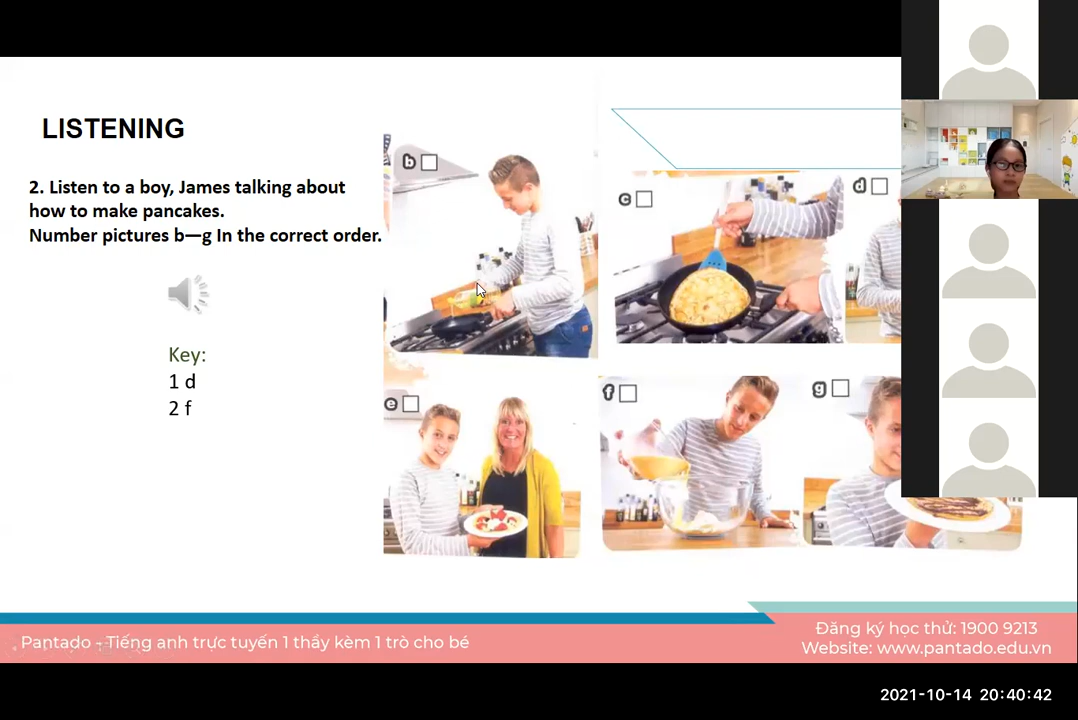 LISTENING
2. Listen to a boy, James talking about
how to make pancakes.
Number pictures b—g In the correct order.
Key:
1 d
2 f
b
c
d
e
f
g
Pantado - Tiếng anh trực tuyến 1 thầy kèm 1 trò cho bé
Đăng ký học thử: 1900 9213
Website: www.pantado.edu.vn
2021-10-14 20:40:42